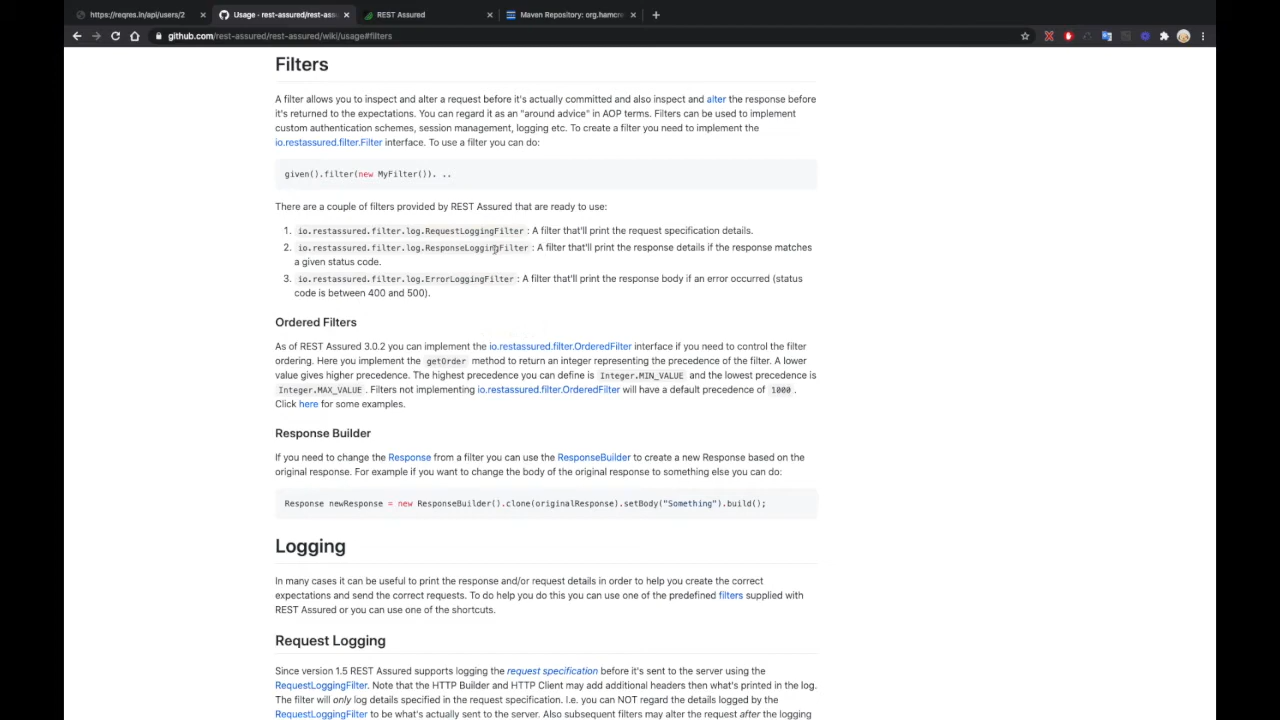 https://reqres.in/api/users/2
Usage · rest-assured/rest-assu
REST Assured
Maven Repository: org.hamcre
github.com/rest-assured/rest-assured/wiki/usage#filters
Filters
A filter allows you to inspect and alter a request before it's actually committed and also inspect and alter the response before
it's returned to the expectations. You can regard it as an "around advice" in AOP terms. Filters can be used to implement
custom authentication schemes, session management, logging etc. To create a filter you need to implement the
io.restassured.filter.Filter interface. To use a filter you can do:
given().filter(new MyFilter()). ..
There are a couple of filters provided by REST Assured that are ready to use:
1. io.restassured.filter.log.RequestLoggingFilter : A filter that'll print the request specification details.
2. io.restassured.filter.log.ResponseLoggingFilter : A filter that'll print the response details if the response matches
a given status code.
3. io.restassured.filter.log.ErrorLoggingFilter : A filter that'll print the response body if an error occurred (status
code is between 400 and 500).
Ordered Filters
As of REST Assured 3.0.2 you can implement the io.restassured.filter.OrderedFilter interface if you need to control the filter
ordering. Here you implement the getOrder method to return an integer representing the precedence of the filter. A lower
value gives higher precedence. The highest precedence you can define is Integer.MIN_VALUE and the lowest precedence is
Integer.MAX_VALUE . Filters not implementing io.restassured.filter.OrderedFilter will have a default precedence of 1000 .
Click here for some examples.
Response Builder
If you need to change the Response from a filter you can use the ResponseBuilder to create a new Response based on the
original response. For example if you want to change the body of the original response to something else you can do:
Response newResponse = new ResponseBuilder().clone(originalResponse).setBody("Something").build();
Logging
In many cases it can be useful to print the response and/or request details in order to help you create the correct
expectations and send the correct requests. To do help you do this you can use one of the predefined filters supplied with
REST Assured or you can use one of the shortcuts.
Request Logging
Since version 1.5 REST Assured supports logging the request specification before it's sent to the server using the
RequestLoggingFilter. Note that the HTTP Builder and HTTP Client may add additional headers then what's printed in the log.
The filter will only log details specified in the request specification. I.e. you can NOT regard the details logged by the
RequestLoggingFilter to be what's actually sent to the server. Also subsequent filters may alter the request after the logging